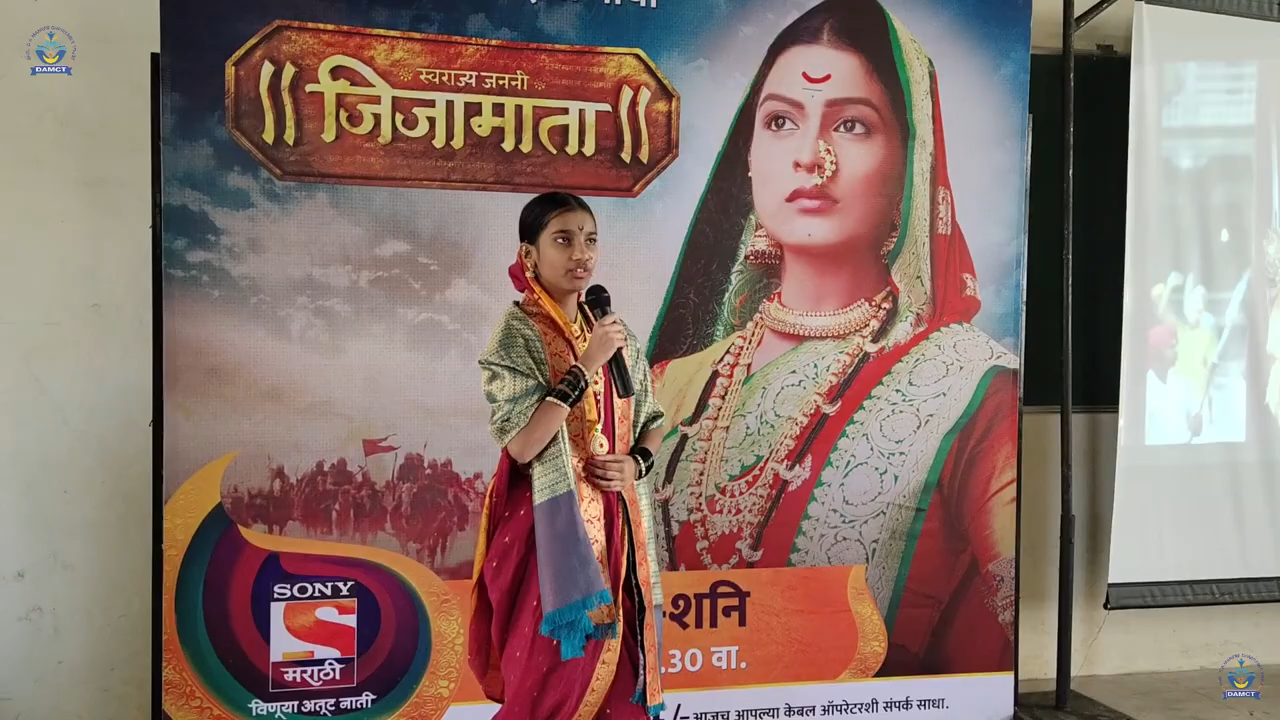 DAMCT
स्वराज्य जननी
॥ जिजामाता ॥
-शनि
.30 वा.
SONY
S
मराठी
विणूया अतूट नाती
आजच आपल्या केबल ऑपरेटरशी संपर्क साधा.
DAMCT